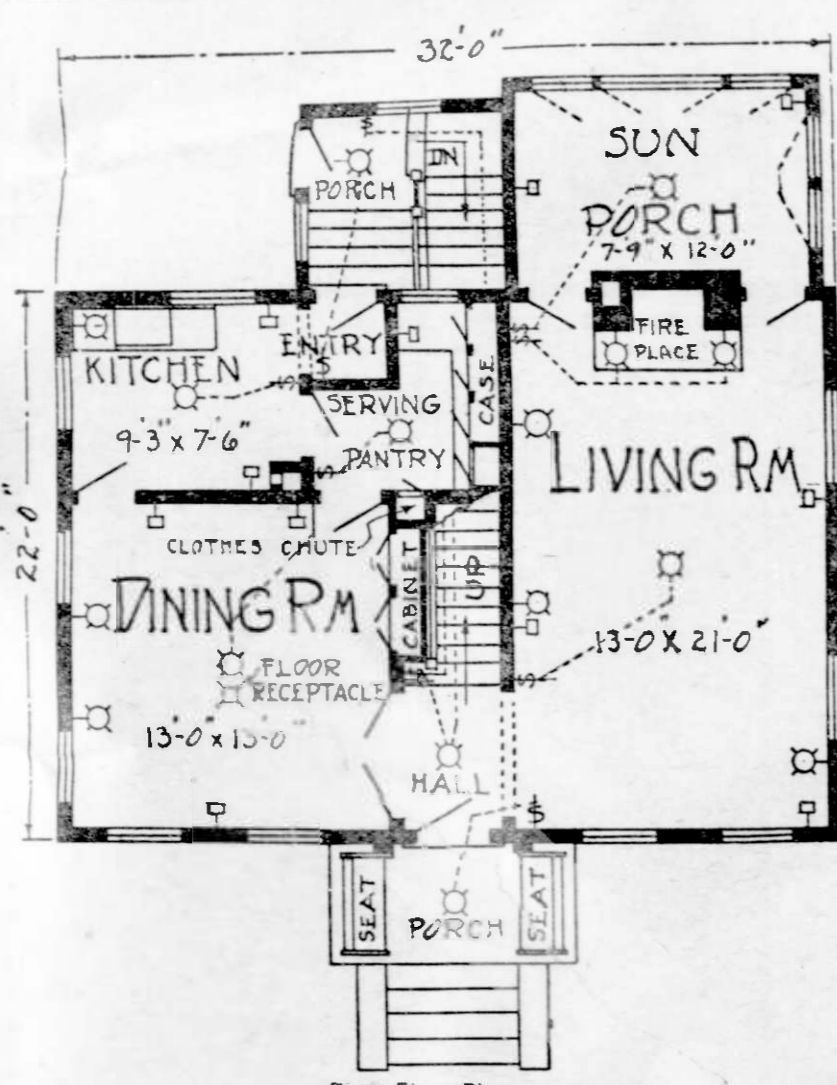 32'-0"
SUN
PORCH
7'-9" X 12'-0"
DN
PORCH
FIRE
PLACE
ENTRY
KITCHEN
9'-3" x 7'-6"
SERVING
PANTRY
CASE
LIVING RM
13'-0" X 21'-0"
22'-0"
CLOTHES CHUTE
DINING RM
CABINET
UP
FLOOR
RECEPTACLE
13'-0" x 13'-0"
HALL
SEAT
PORCH
SEAT